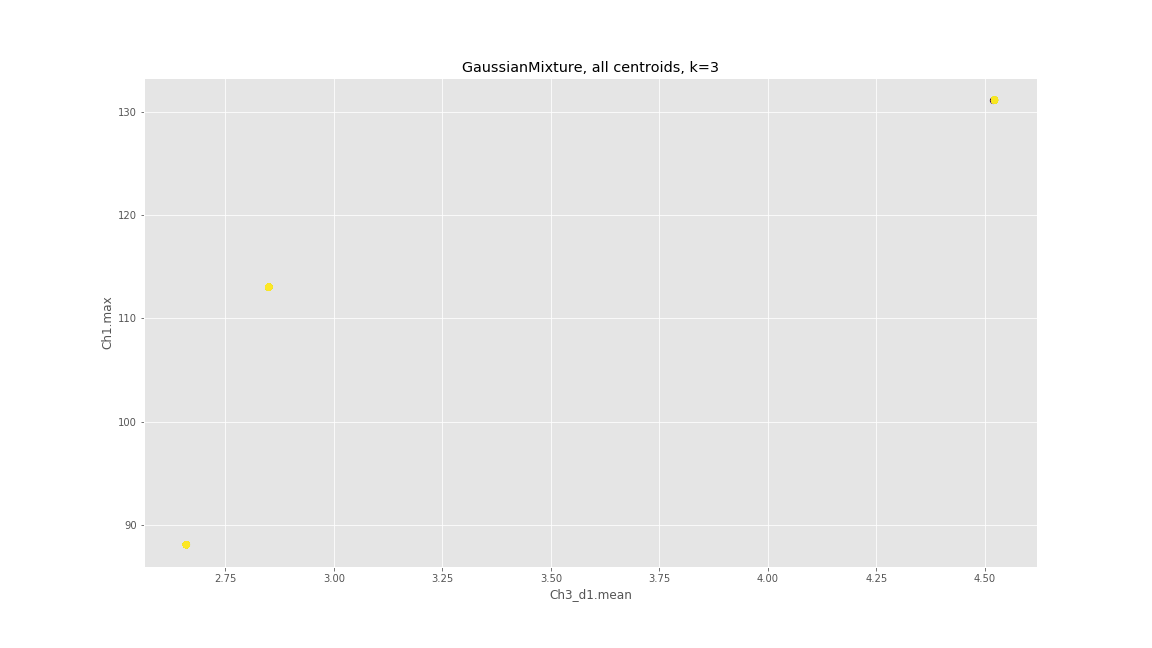 GaussianMixture, all centroids, k=3
130
120
110
100
90
Ch1.max
2.75 3.00 3.25 3.50 3.75 4.00 4.25 4.50
Ch3_d1.mean